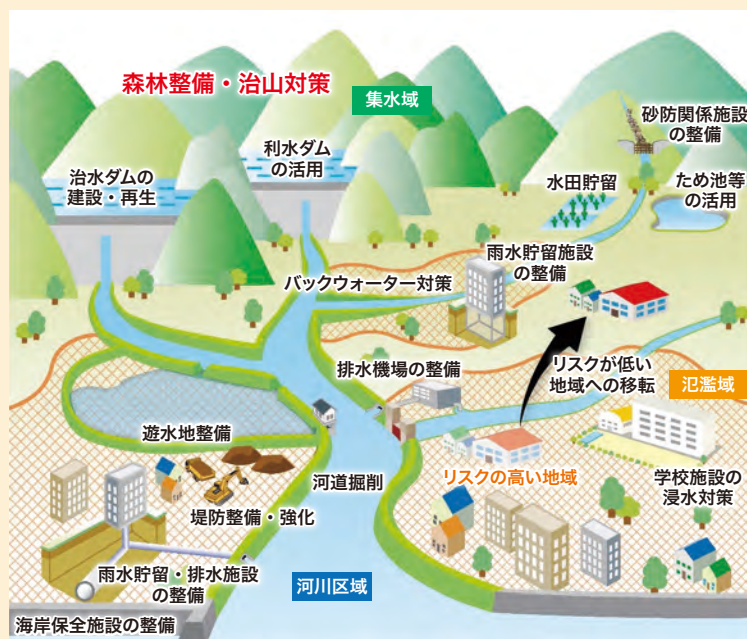 森林整備・治山対策
集水域
砂防関係施設
の整備
利水ダム
の活用
治水ダムの
建設・再生
水田貯留
ため池等
の活用
雨水貯留施設
の整備
バックウォーター対策
排水機場の整備
リスクが低い
地域への移転
氾濫域
遊水地整備
河道掘削
リスクの高い地域
学校施設の
浸水対策
堤防整備・強化
雨水貯留・排水施設
の整備
河川区域
海岸保全施設の整備